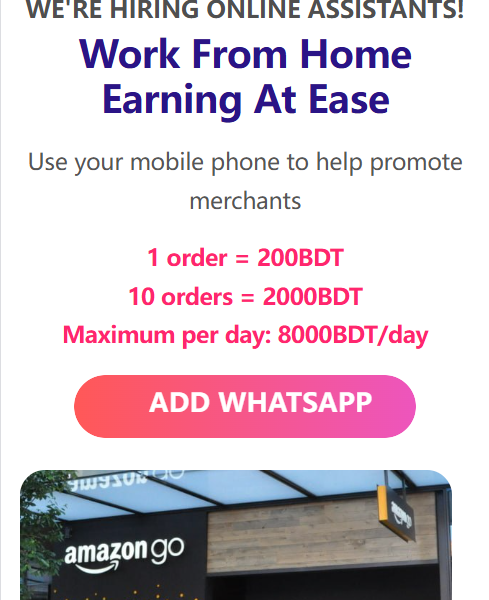 WE'RE HIRING ONLINE ASSISTANTS!
Work From Home
Earning At Ease
Use your mobile phone to help promote
merchants
1 order = 200BDT
10 orders = 2000BDT
Maximum per day: 8000BDT/day
ADD WHATSAPP
amazon go